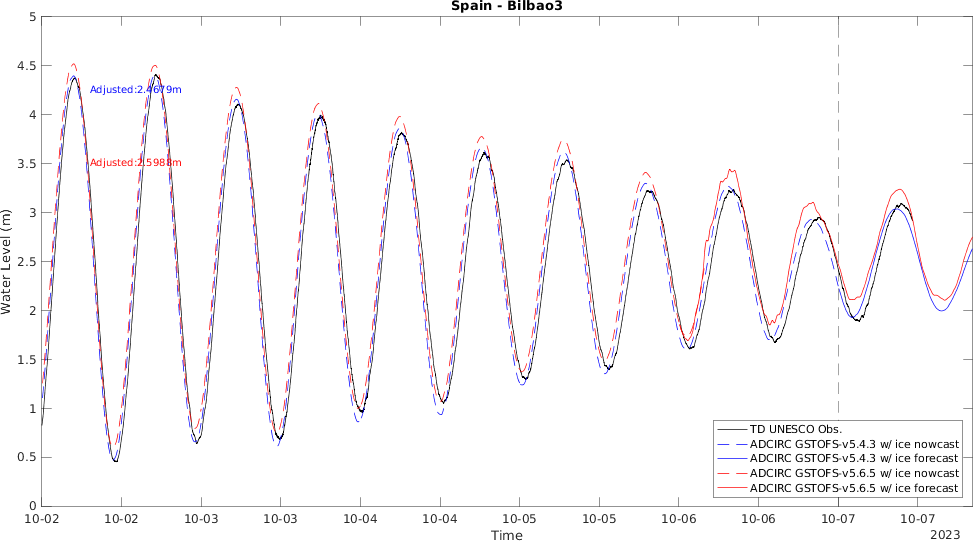 Spain - Bilbao3
5
4.5
4
3.5
3
2.5
2
1.5
1
0.5
0
Water Level (m)
Adjusted:2.4679m
Adjusted:2.5988m
TD UNESCO Obs.
ADCIRC GSTOFS-v5.4.3 w/ ice nowcast
ADCIRC GSTOFS-v5.4.3 w/ ice forecast
ADCIRC GSTOFS-v5.6.5 w/ ice nowcast
ADCIRC GSTOFS-v5.6.5 w/ ice forecast
10-02 10-02 10-03 10-03 10-04 10-04 10-05 10-05 10-06 10-06 10-07 10-07
2023
Time